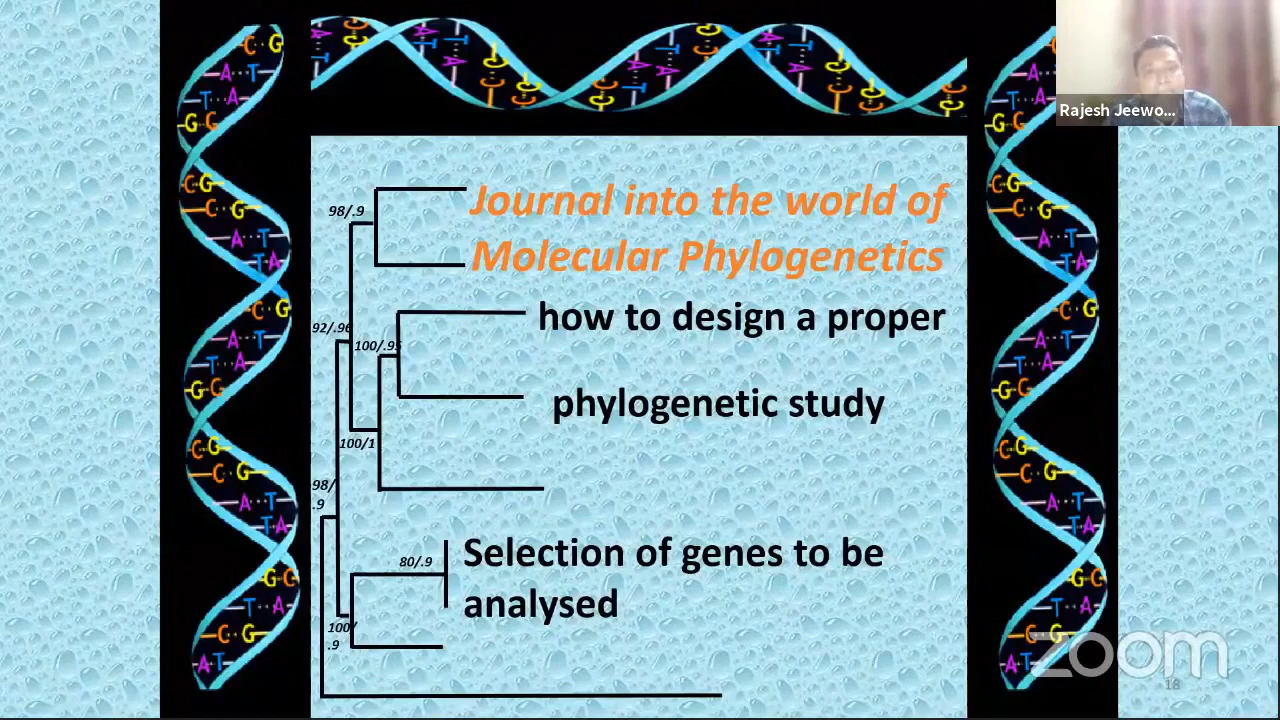 Rajesh Jeewo...
98/.9
Journal into the world of
Molecular Phylogenetics
92/.96
100/.95
how to design a proper
phylogenetic study
100/1
98/
.9
80/.9
Selection of genes to be
analysed
100/
.9
zoom
18